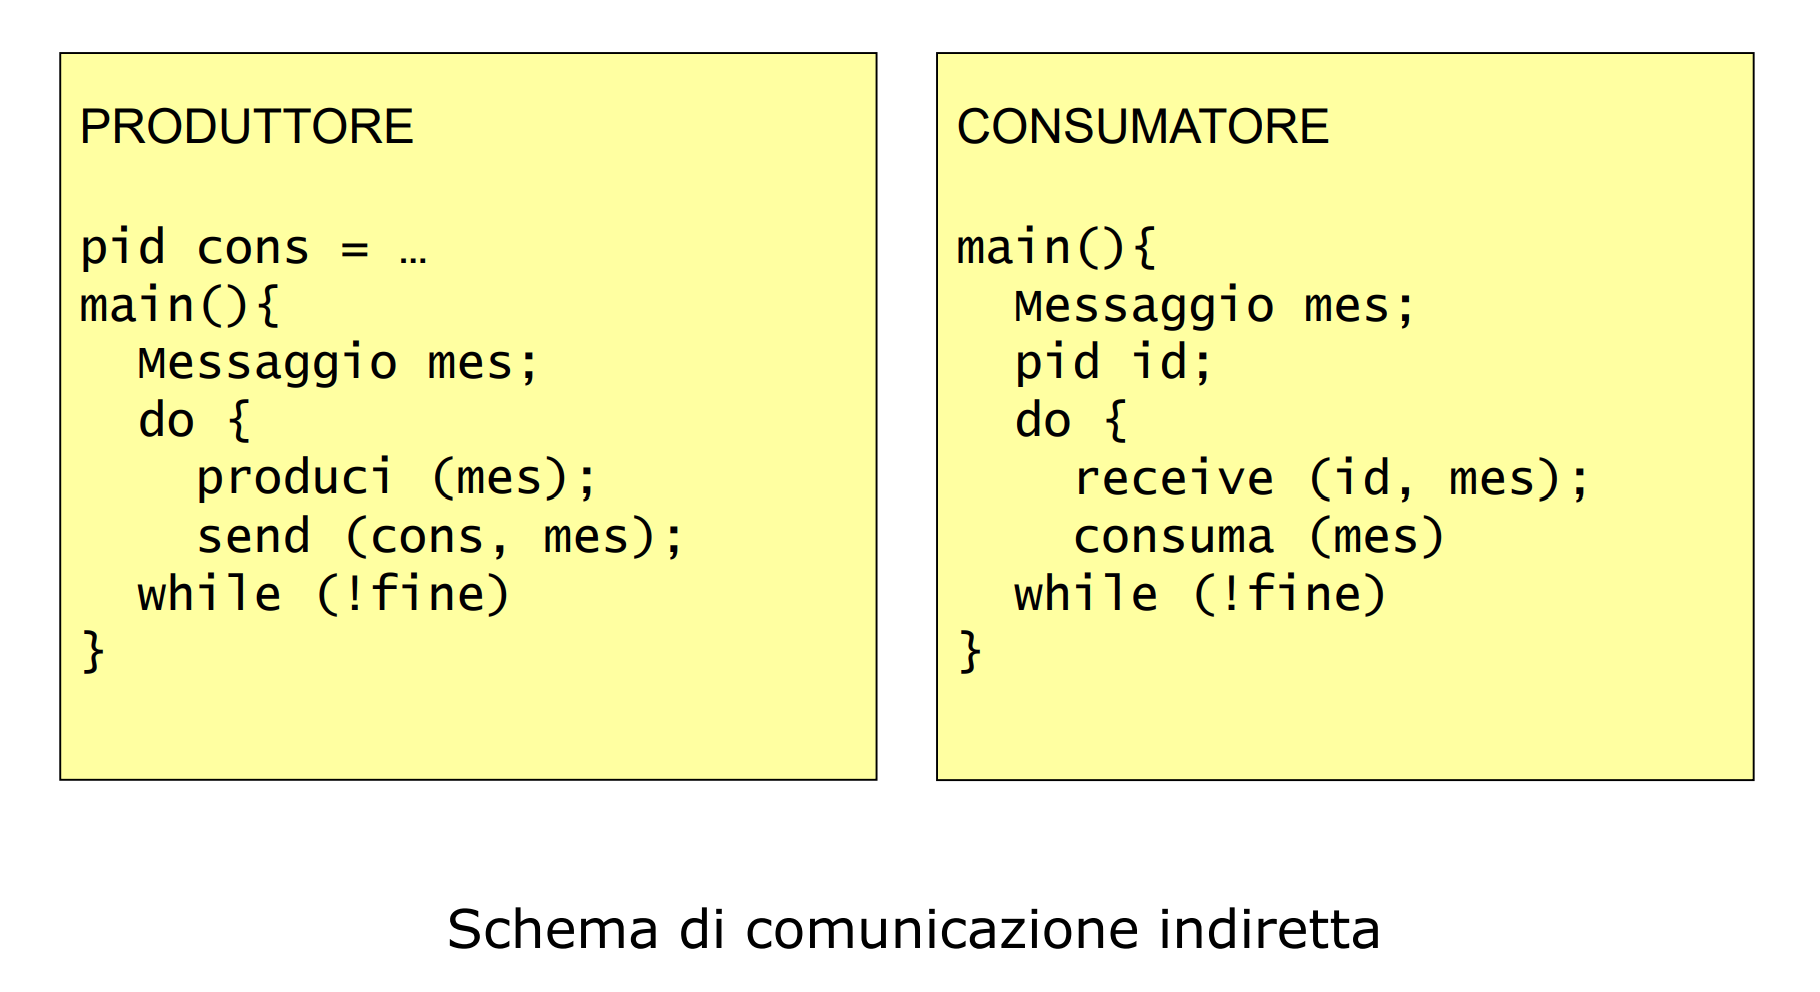 PRODUTTORE
pid cons = …
main(){
  Messaggio mes;
  do {
    produci (mes);
    send (cons, mes);
  while (!fine)
}
CONSUMATORE
main(){
  Messaggio mes;
  pid id;
  do {
    receive (id, mes);
    consuma (mes)
  while (!fine)
}
Schema di comunicazione indiretta